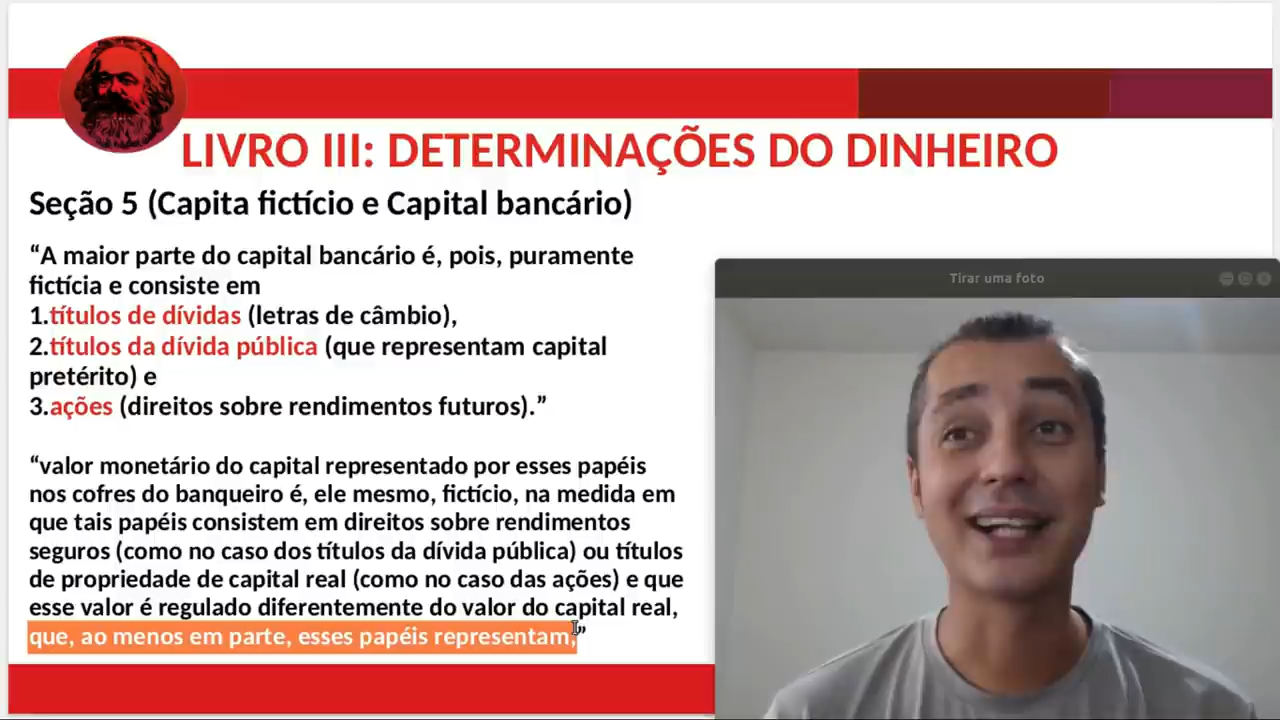 LIVRO III: DETERMINAÇÕES DO DINHEIRO
Seção 5 (Capita fictício e Capital bancário)
“A maior parte do capital bancário é, pois, puramente
fictícia e consiste em
1.títulos de dívidas (letras de câmbio),
2.títulos da dívida pública (que representam capital
pretérito) e
3.ações (direitos sobre rendimentos futuros).”
“valor monetário do capital representado por esses papéis
nos cofres do banqueiro é, ele mesmo, fictício, na medida em
que tais papéis consistem em direitos sobre rendimentos
seguros (como no caso dos títulos da dívida pública) ou títulos
de propriedade de capital real (como no caso das ações) e que
esse valor é regulado diferentemente do valor do capital real,
que, ao menos em parte, esses papéis representam;”
Tirar uma foto